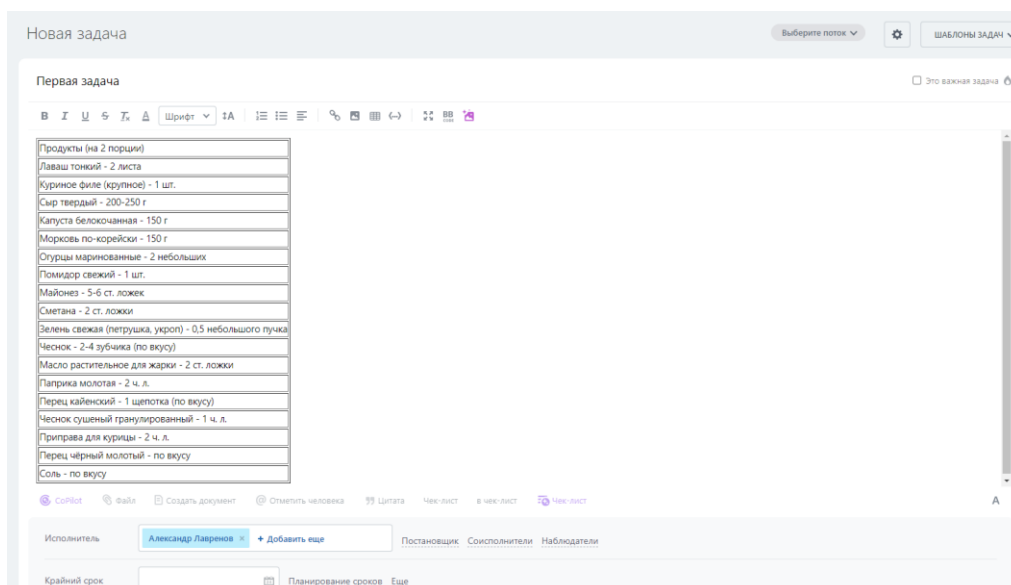 Новая задача
Выберите поток
ШАБЛОНЫ ЗАДАЧ
Первая задача
Это важная задача
B I U S Tx A Шрифт ‡A BB
Продукты (на 2 порции)
Лаваш тонкий - 2 листа
Куриное филе (крупное) - 1 шт.
Сыр твердый - 200-250 г
Капуста белокочанная - 150 г
Морковь по-корейски - 150 г
Огурцы маринованные - 2 небольших
Помидор свежий - 1 шт.
Майонез - 5-6 ст. ложек
Сметана - 2 ст. ложки
Зелень свежая (петрушка, укроп) - 0,5 небольшого пучка
Чеснок - 2-4 зубчика (по вкусу)
Масло растительное для жарки - 2 ст. ложки
Паприка молотая - 2 ч. л.
Перец кайенский - 1 щепотка (по вкусу)
Чеснок сушеный гранулированный - 1 ч. л.
Приправа для курицы - 2 ч. л.
Перец чёрный молотый - по вкусу
Соль - по вкусу
CoPilot Файл Создать документ Отметить человека Цитата Чек-лист в чек-лист Чек-лист A
Исполнитель Александр Лавренов × + Добавить еще Постановщик Соисполнители Наблюдатели
Крайний срок Планирование сроков Еще